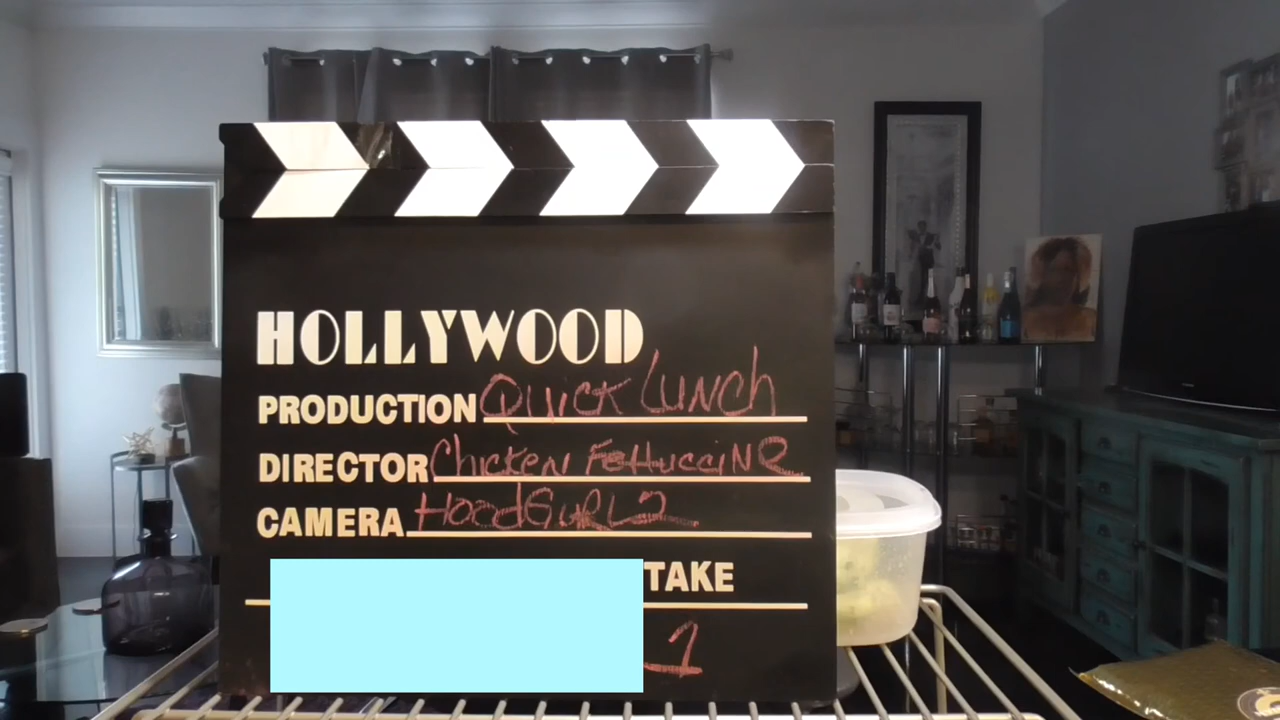 HOLLYWOOD
PRODUCTION Quick Lunch
DIRECTOR Chicken Fettuccine
CAMERA HoodGURL2
TAKE
1